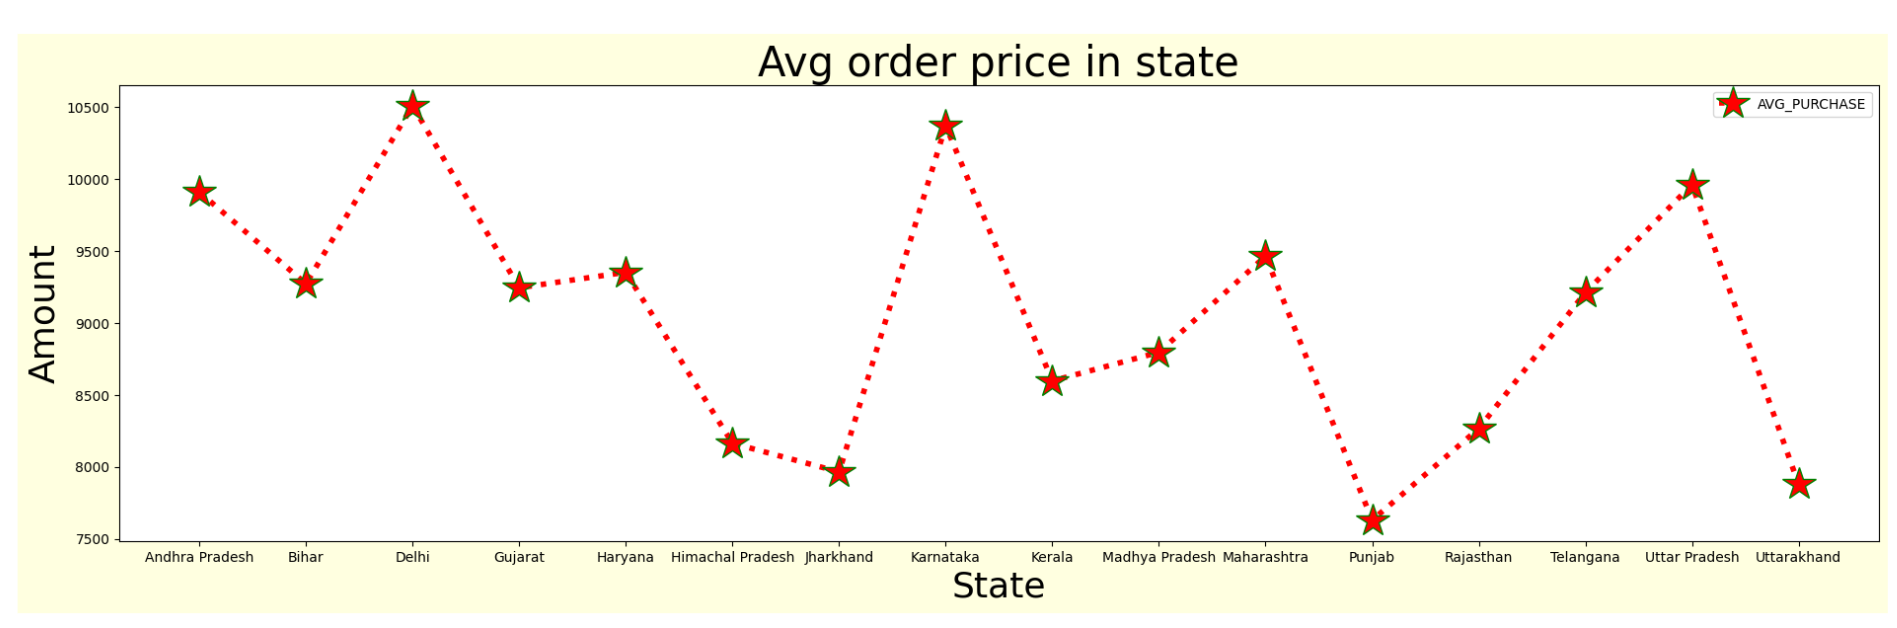 Avg order price in state
AVG_PURCHASE
Amount
10500
10000
9500
9000
8500
8000
7500
Andhra Pradesh Bihar Delhi Gujarat Haryana Himachal Pradesh Jharkhand Karnataka Kerala Madhya Pradesh Maharashtra Punjab Rajasthan Telangana Uttar Pradesh Uttarakhand
State